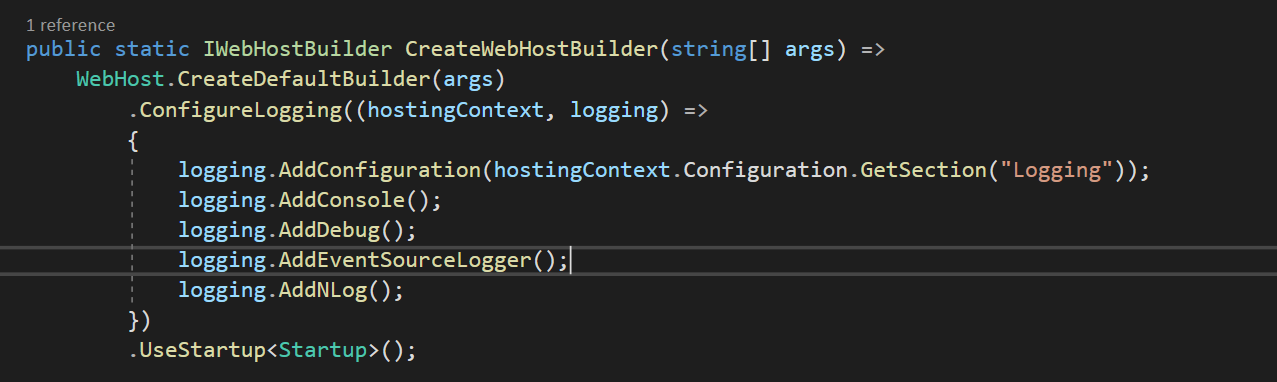 1 reference
public static IWebHostBuilder CreateWebHostBuilder(string[] args) =>
    WebHost.CreateDefaultBuilder(args)
        .ConfigureLogging((hostingContext, logging) =>
        {
            logging.AddConfiguration(hostingContext.Configuration.GetSection("Logging"));
            logging.AddConsole();
            logging.AddDebug();
            logging.AddEventSourceLogger();
            logging.AddNLog();
        })
        .UseStartup<Startup>();